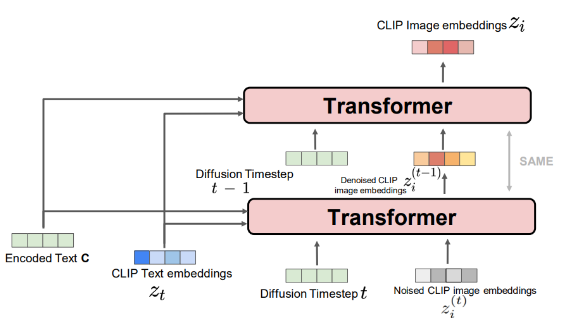 CLIP Image embeddings z_i
Transformer
Diffusion Timestep
t − 1
Denoised CLIP
image embeddings z_i^{(t-1)}
SAME
Transformer
Encoded Text C
CLIP Text embeddings
z_t
Diffusion Timestep t
Noised CLIP image embeddings
z_i^{(t)}